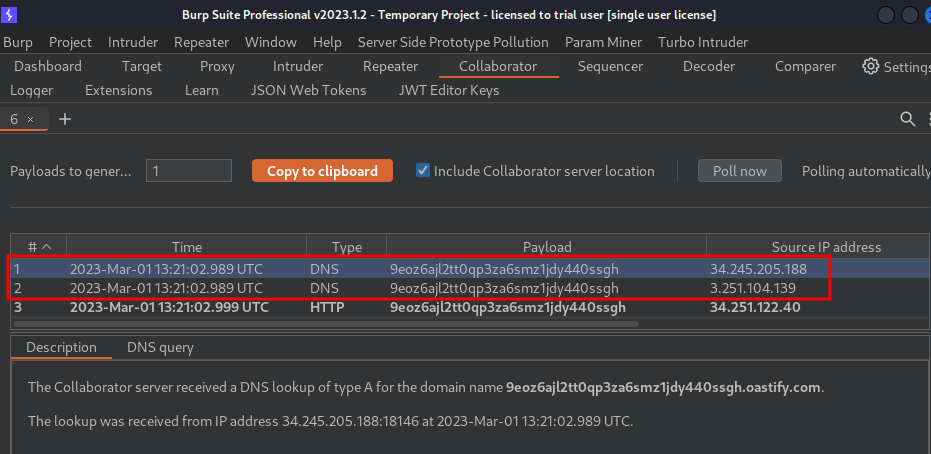 Burp Suite Professional v2023.1.2 - Temporary Project - licensed to trial user [single user license]
Burp Project Intruder Repeater Window Help Server Side Prototype Pollution Param Miner Turbo Intruder
Dashboard Target Proxy Intruder Repeater Collaborator Sequencer Decoder Comparer Settings
Logger Extensions Learn JSON Web Tokens JWT Editor Keys
6 × +
Payloads to gener... 1 Copy to clipboard Include Collaborator server location Poll now Polling automatically
# Time Type Payload Source IP address
1 2023-Mar-01 13:21:02.989 UTC DNS 9eoz6ajl2tt0qp3za6smz1jdy440ssgh 34.245.205.188
2 2023-Mar-01 13:21:02.989 UTC DNS 9eoz6ajl2tt0qp3za6smz1jdy440ssgh 3.251.104.139
3 2023-Mar-01 13:21:02.999 UTC HTTP 9eoz6ajl2tt0qp3za6smz1jdy440ssgh 34.251.122.40
Description DNS query
The Collaborator server received a DNS lookup of type A for the domain name 9eoz6ajl2tt0qp3za6smz1jdy440ssgh.oastify.com.
The lookup was received from IP address 34.245.205.188:18146 at 2023-Mar-01 13:21:02.989 UTC.